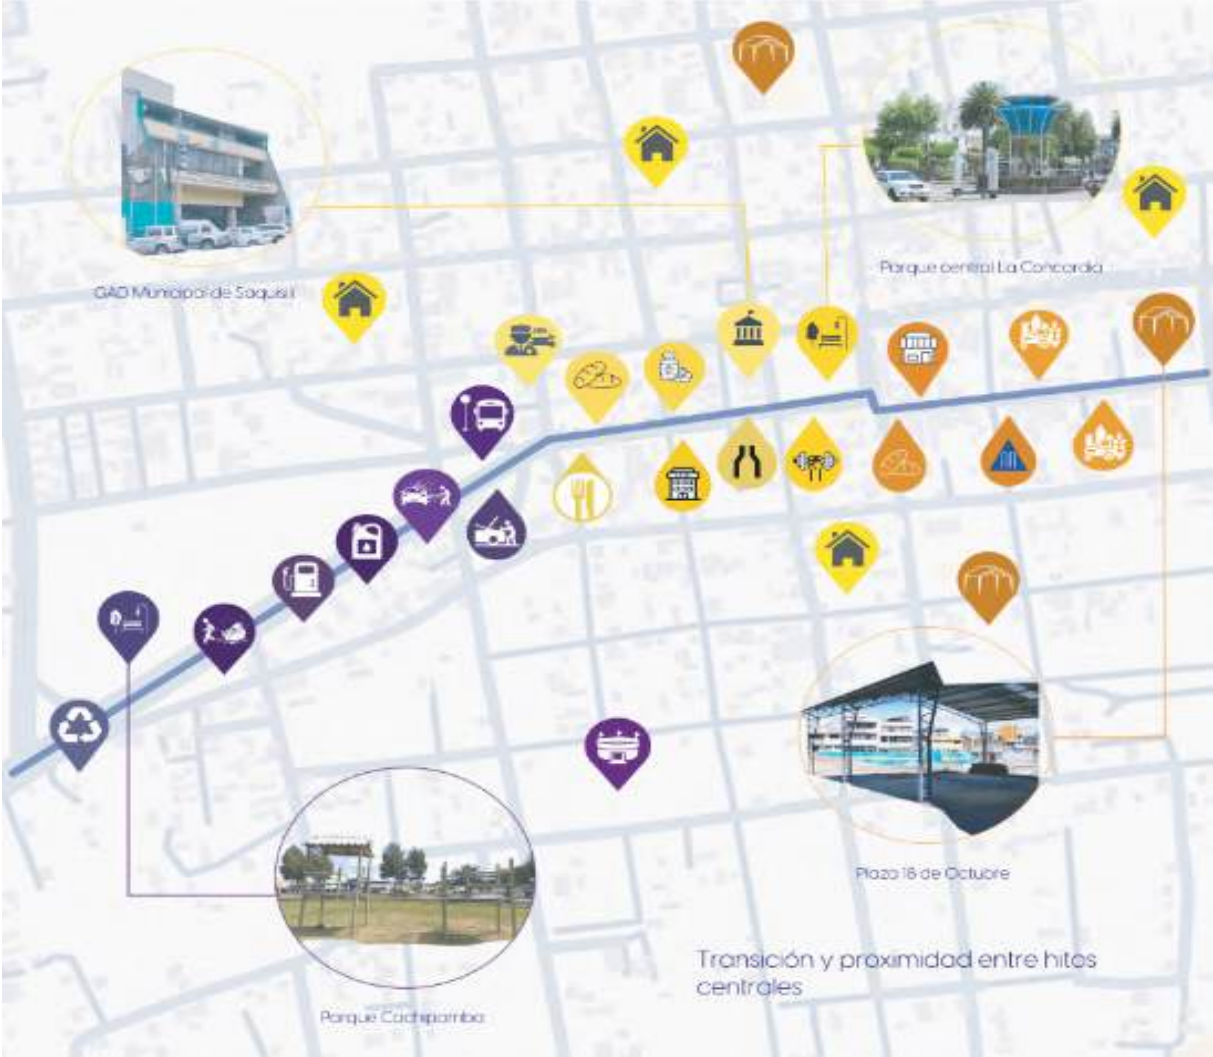 Parque central La Concordia
GAD Municipal de Saquisilí
Plaza 18 de Octubre
Transición y proximidad entre hitos
centrales
Parque Cachipamba